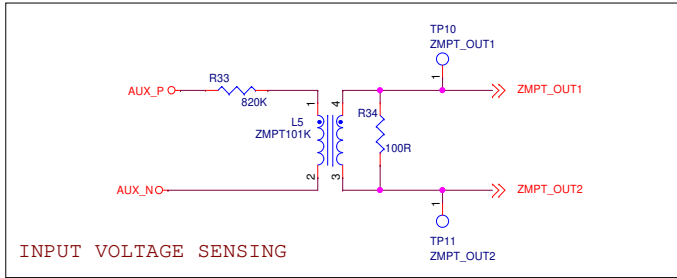 TP10
ZMPT_OUT1
R33
820K
AUX_P
1
1
4
ZMPT_OUT1
L5
ZMPT101K
R34
100R
2
3
AUX_N
ZMPT_OUT2
1
TP11
ZMPT_OUT2
INPUT VOLTAGE SENSING